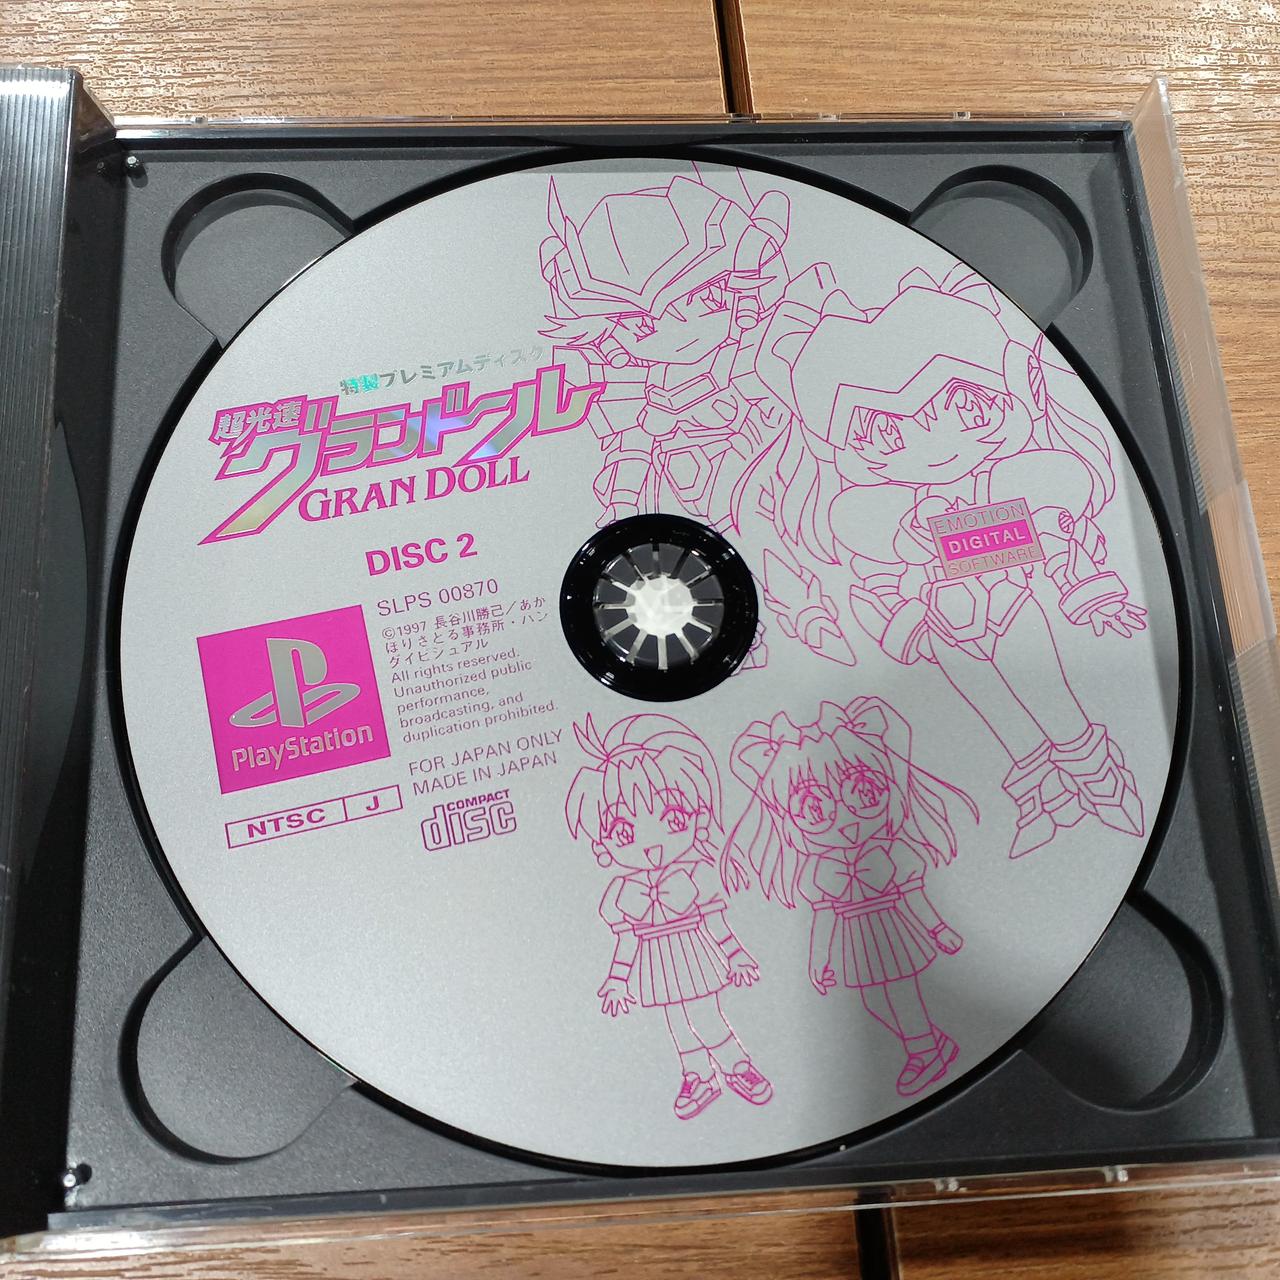 特製プレミアムディスク
超光速
グランドール
GRAN DOLL
DISC 2
SLPS 00870
©1997 長谷川勝己／あか
ほりさとる事務所・バン
ダイビジュアル
All rights reserved.
Unauthorized public
performance,
broadcasting, and
duplication prohibited.
FOR JAPAN ONLY
MADE IN JAPAN
PlayStation
NTSC J
COMPACT
disc
EMOTION
DIGITAL
SOFTWARE